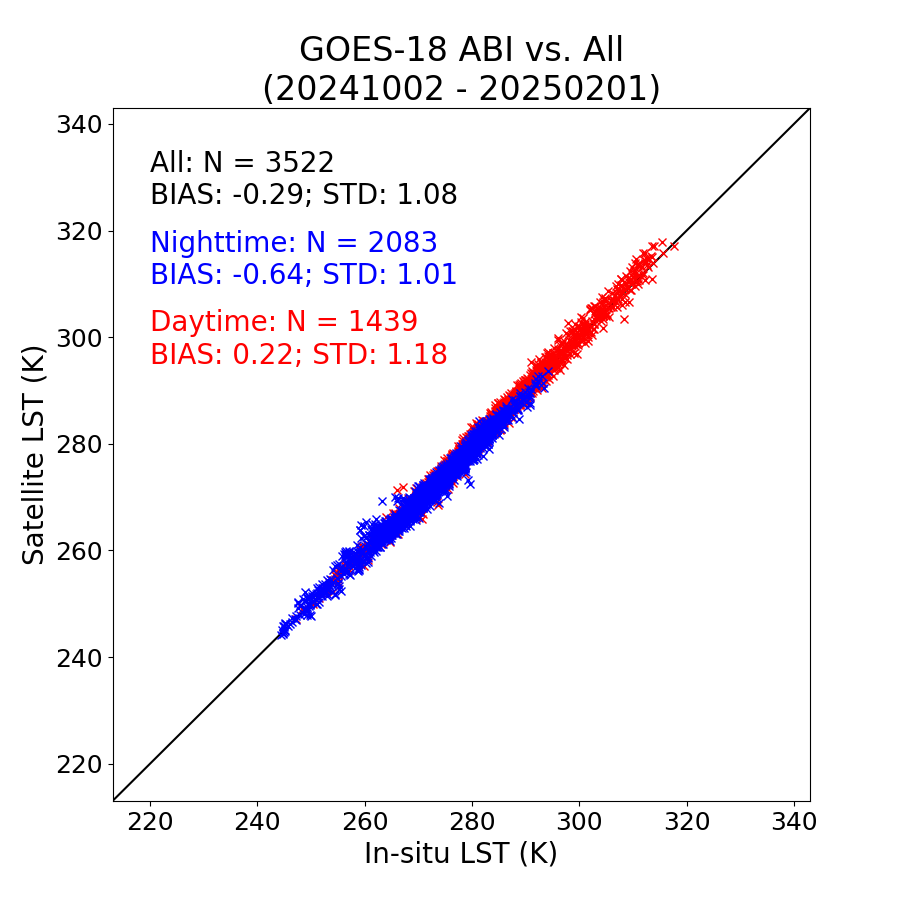 GOES-18 ABI vs. All
(20241002 - 20250201)
All: N = 3522
BIAS: -0.29; STD: 1.08
Nighttime: N = 2083
BIAS: -0.64; STD: 1.01
Daytime: N = 1439
BIAS: 0.22; STD: 1.18
Satellite LST (K)
340
320
300
280
260
240
220
220 240 260 280 300 320 340
In-situ LST (K)